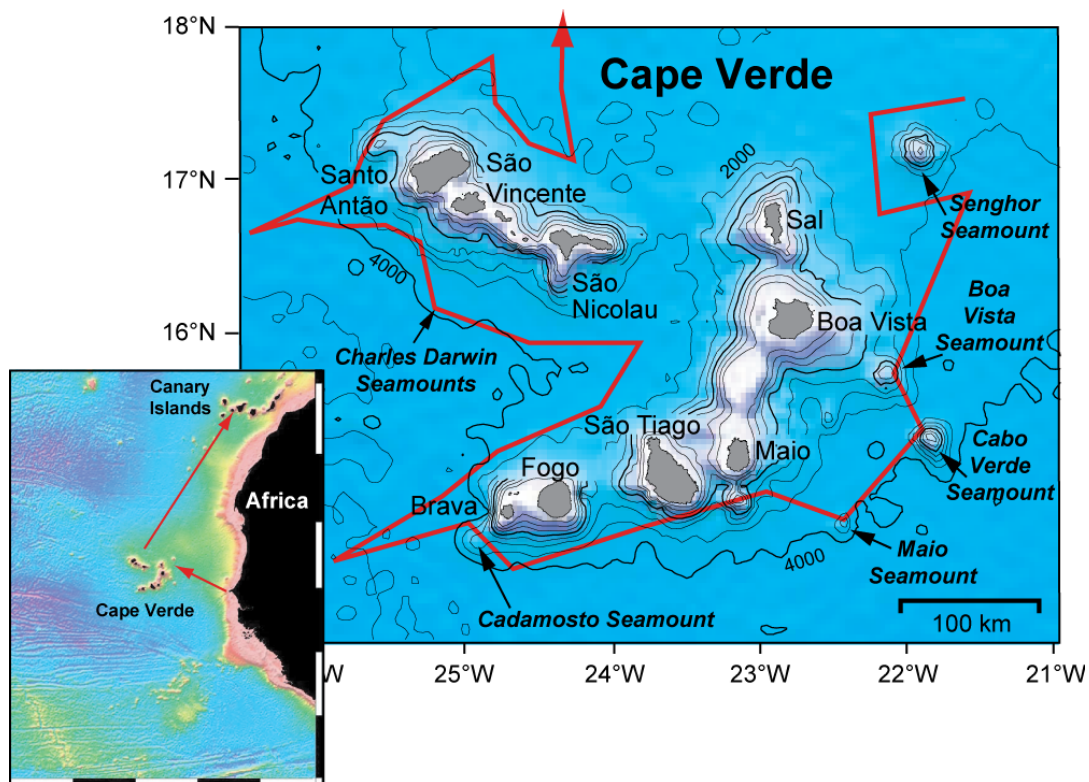 18°N
Cape Verde
17°N
Santo
Antão
São
Vincente
2000
Sal
Senghor
Seamount
4000
São
Nicolau
16°N
Boa Vista
Boa
Vista
Seamount
Charles Darwin
Seamounts
São Tiago
Maio
Fogo
Brava
Cabo
Verde
Seamount
4000
Maio
Seamount
Cadamosto Seamount
100 km
Canary
Islands
Africa
Cape Verde
W
25°W
24°W
23°W
22°W
21°W